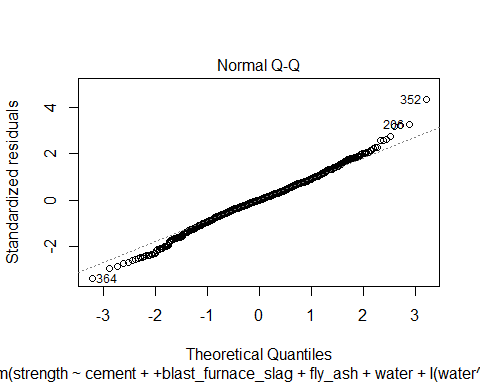 Normal Q-Q
Standardized residuals
4
2
0
-2
352
206
364
-3 -2 -1 0 1 2 3
Theoretical Quantiles
m(strength ~ cement + +blast_furnace_slag + fly_ash + water + I(water^